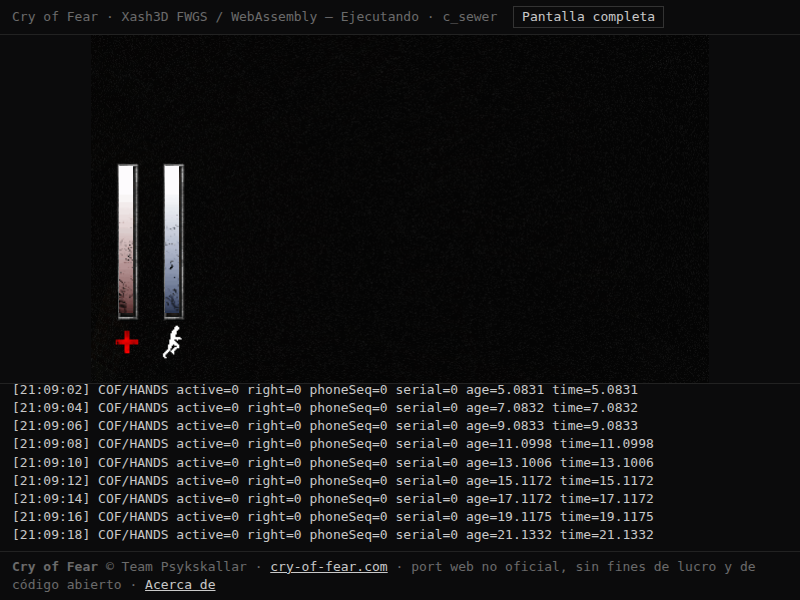 Cry of Fear · Xash3D FWGS / WebAssembly — Ejecutando · c_sewer Pantalla completa
[21:09:02] COF/HANDS active=0 right=0 phoneSeq=0 serial=0 age=5.0831 time=5.0831
[21:09:04] COF/HANDS active=0 right=0 phoneSeq=0 serial=0 age=7.0832 time=7.0832
[21:09:06] COF/HANDS active=0 right=0 phoneSeq=0 serial=0 age=9.0833 time=9.0833
[21:09:08] COF/HANDS active=0 right=0 phoneSeq=0 serial=0 age=11.0998 time=11.0998
[21:09:10] COF/HANDS active=0 right=0 phoneSeq=0 serial=0 age=13.1006 time=13.1006
[21:09:12] COF/HANDS active=0 right=0 phoneSeq=0 serial=0 age=15.1172 time=15.1172
[21:09:14] COF/HANDS active=0 right=0 phoneSeq=0 serial=0 age=17.1172 time=17.1172
[21:09:16] COF/HANDS active=0 right=0 phoneSeq=0 serial=0 age=19.1175 time=19.1175
[21:09:18] COF/HANDS active=0 right=0 phoneSeq=0 serial=0 age=21.1332 time=21.1332
Cry of Fear © Team Psykskallar · cry-of-fear.com · port web no oficial, sin fines de lucro y de
código abierto · Acerca de